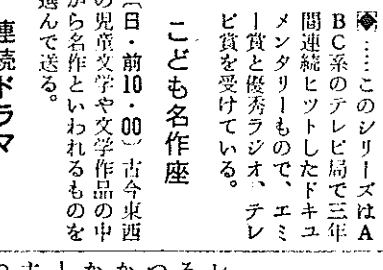 ◆……このシリーズはA
BC系のテレビ局で三年
間連続ヒットしたドキュ
メンタリーもので、エミ
ー賞と優秀ラジオ、テレ
ビ賞を受けている。
こども名作座
〔日・前10・00〕古今東西
の児童文学や文学作品の中
から名作といわれるものを
選んで送る。
連続ドラマ